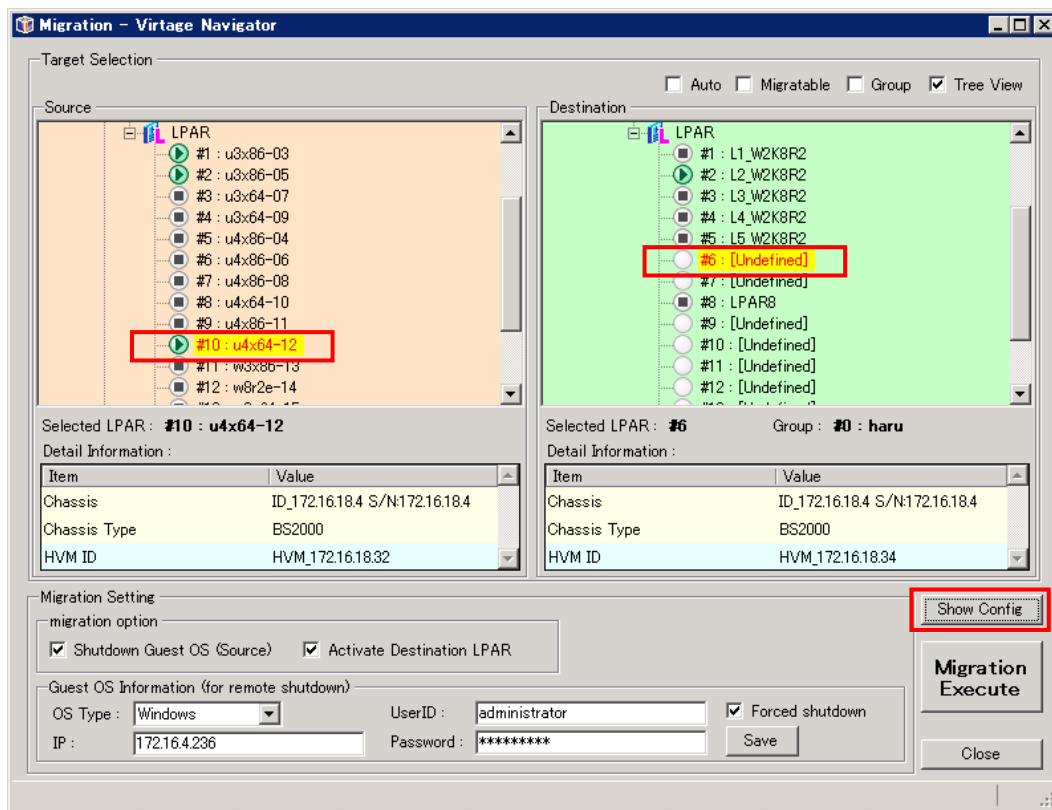 Migration - Virtage Navigator
Target Selection
Auto Migratable Group Tree View
Source
LPAR
#1 : u3x86-03
#2 : u3x86-05
#3 : u3x64-07
#4 : u3x64-09
#5 : u4x86-04
#6 : u4x86-06
#7 : u4x86-08
#8 : u4x64-10
#9 : u4x86-11
#10 : u4x64-12
#11 : w3x86-13
#12 : w8r2e-14
Selected LPAR : #10 : u4x64-12
Detail Information :
Item Value
Chassis ID_172.16.18.4 S/N:172.16.18.4
Chassis Type BS2000
HVM ID HVM_172.16.18.32
Destination
LPAR
#1 : L1_W2K8R2
#2 : L2_W2K8R2
#3 : L3_W2K8R2
#4 : L4_W2K8R2
#5 : L5_W2K8R2
#6 : [Undefined]
#7 : [Undefined]
#8 : LPAR8
#9 : [Undefined]
#10 : [Undefined]
#11 : [Undefined]
#12 : [Undefined]
Selected LPAR : #6 Group : #0 : haru
Detail Information :
Item Value
Chassis ID_172.16.18.4 S/N:172.16.18.4
Chassis Type BS2000
HVM ID HVM_172.16.18.34
Migration Setting
migration option
Shutdown Guest OS (Source) Activate Destination LPAR
Guest OS Information (for remote shutdown)
OS Type : Windows UserID : administrator Forced shutdown
IP : 172.16.4.236 Password : ********* Save
Show Config
Migration
Execute
Close